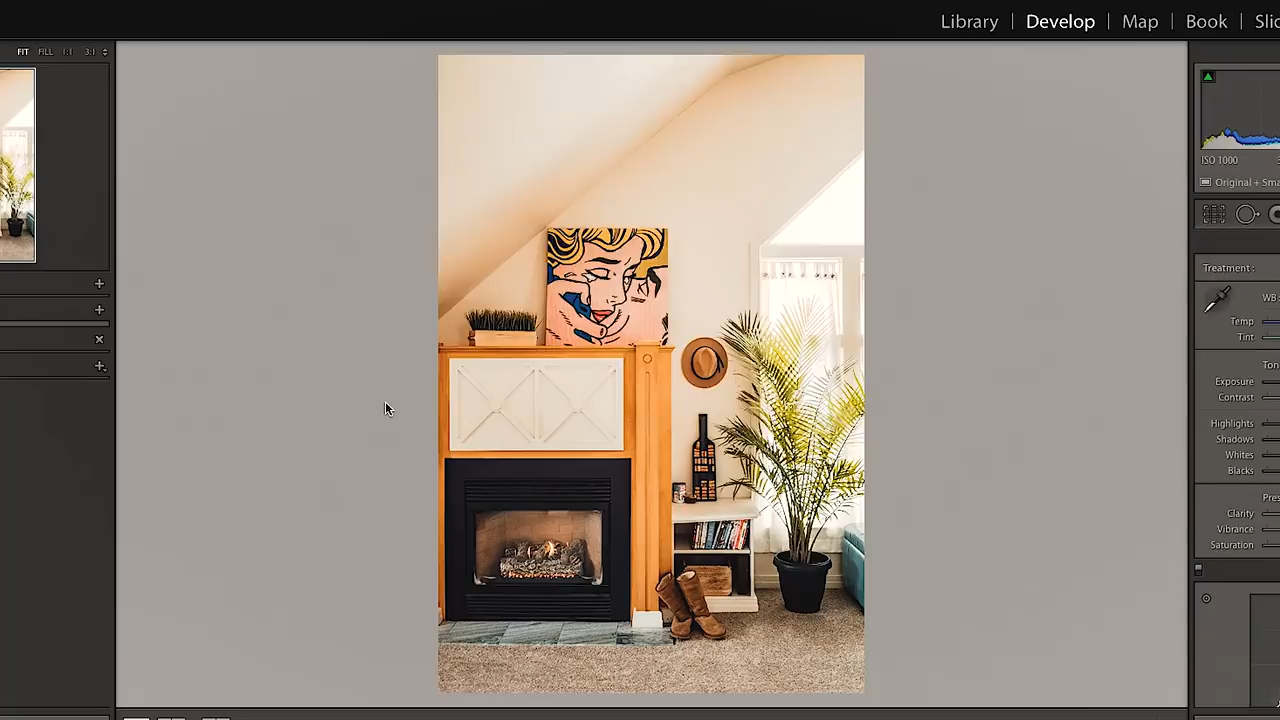 Library | Develop | Map | Book | Slid
FIT FILL 1:1 3:1
ISO 1000
Original + Sma
Treatment :
WB
Temp
Tint
Ton
Exposure
Contrast
Highlights
Shadows
Whites
Blacks
Pres
Clarity
Vibrance
Saturation